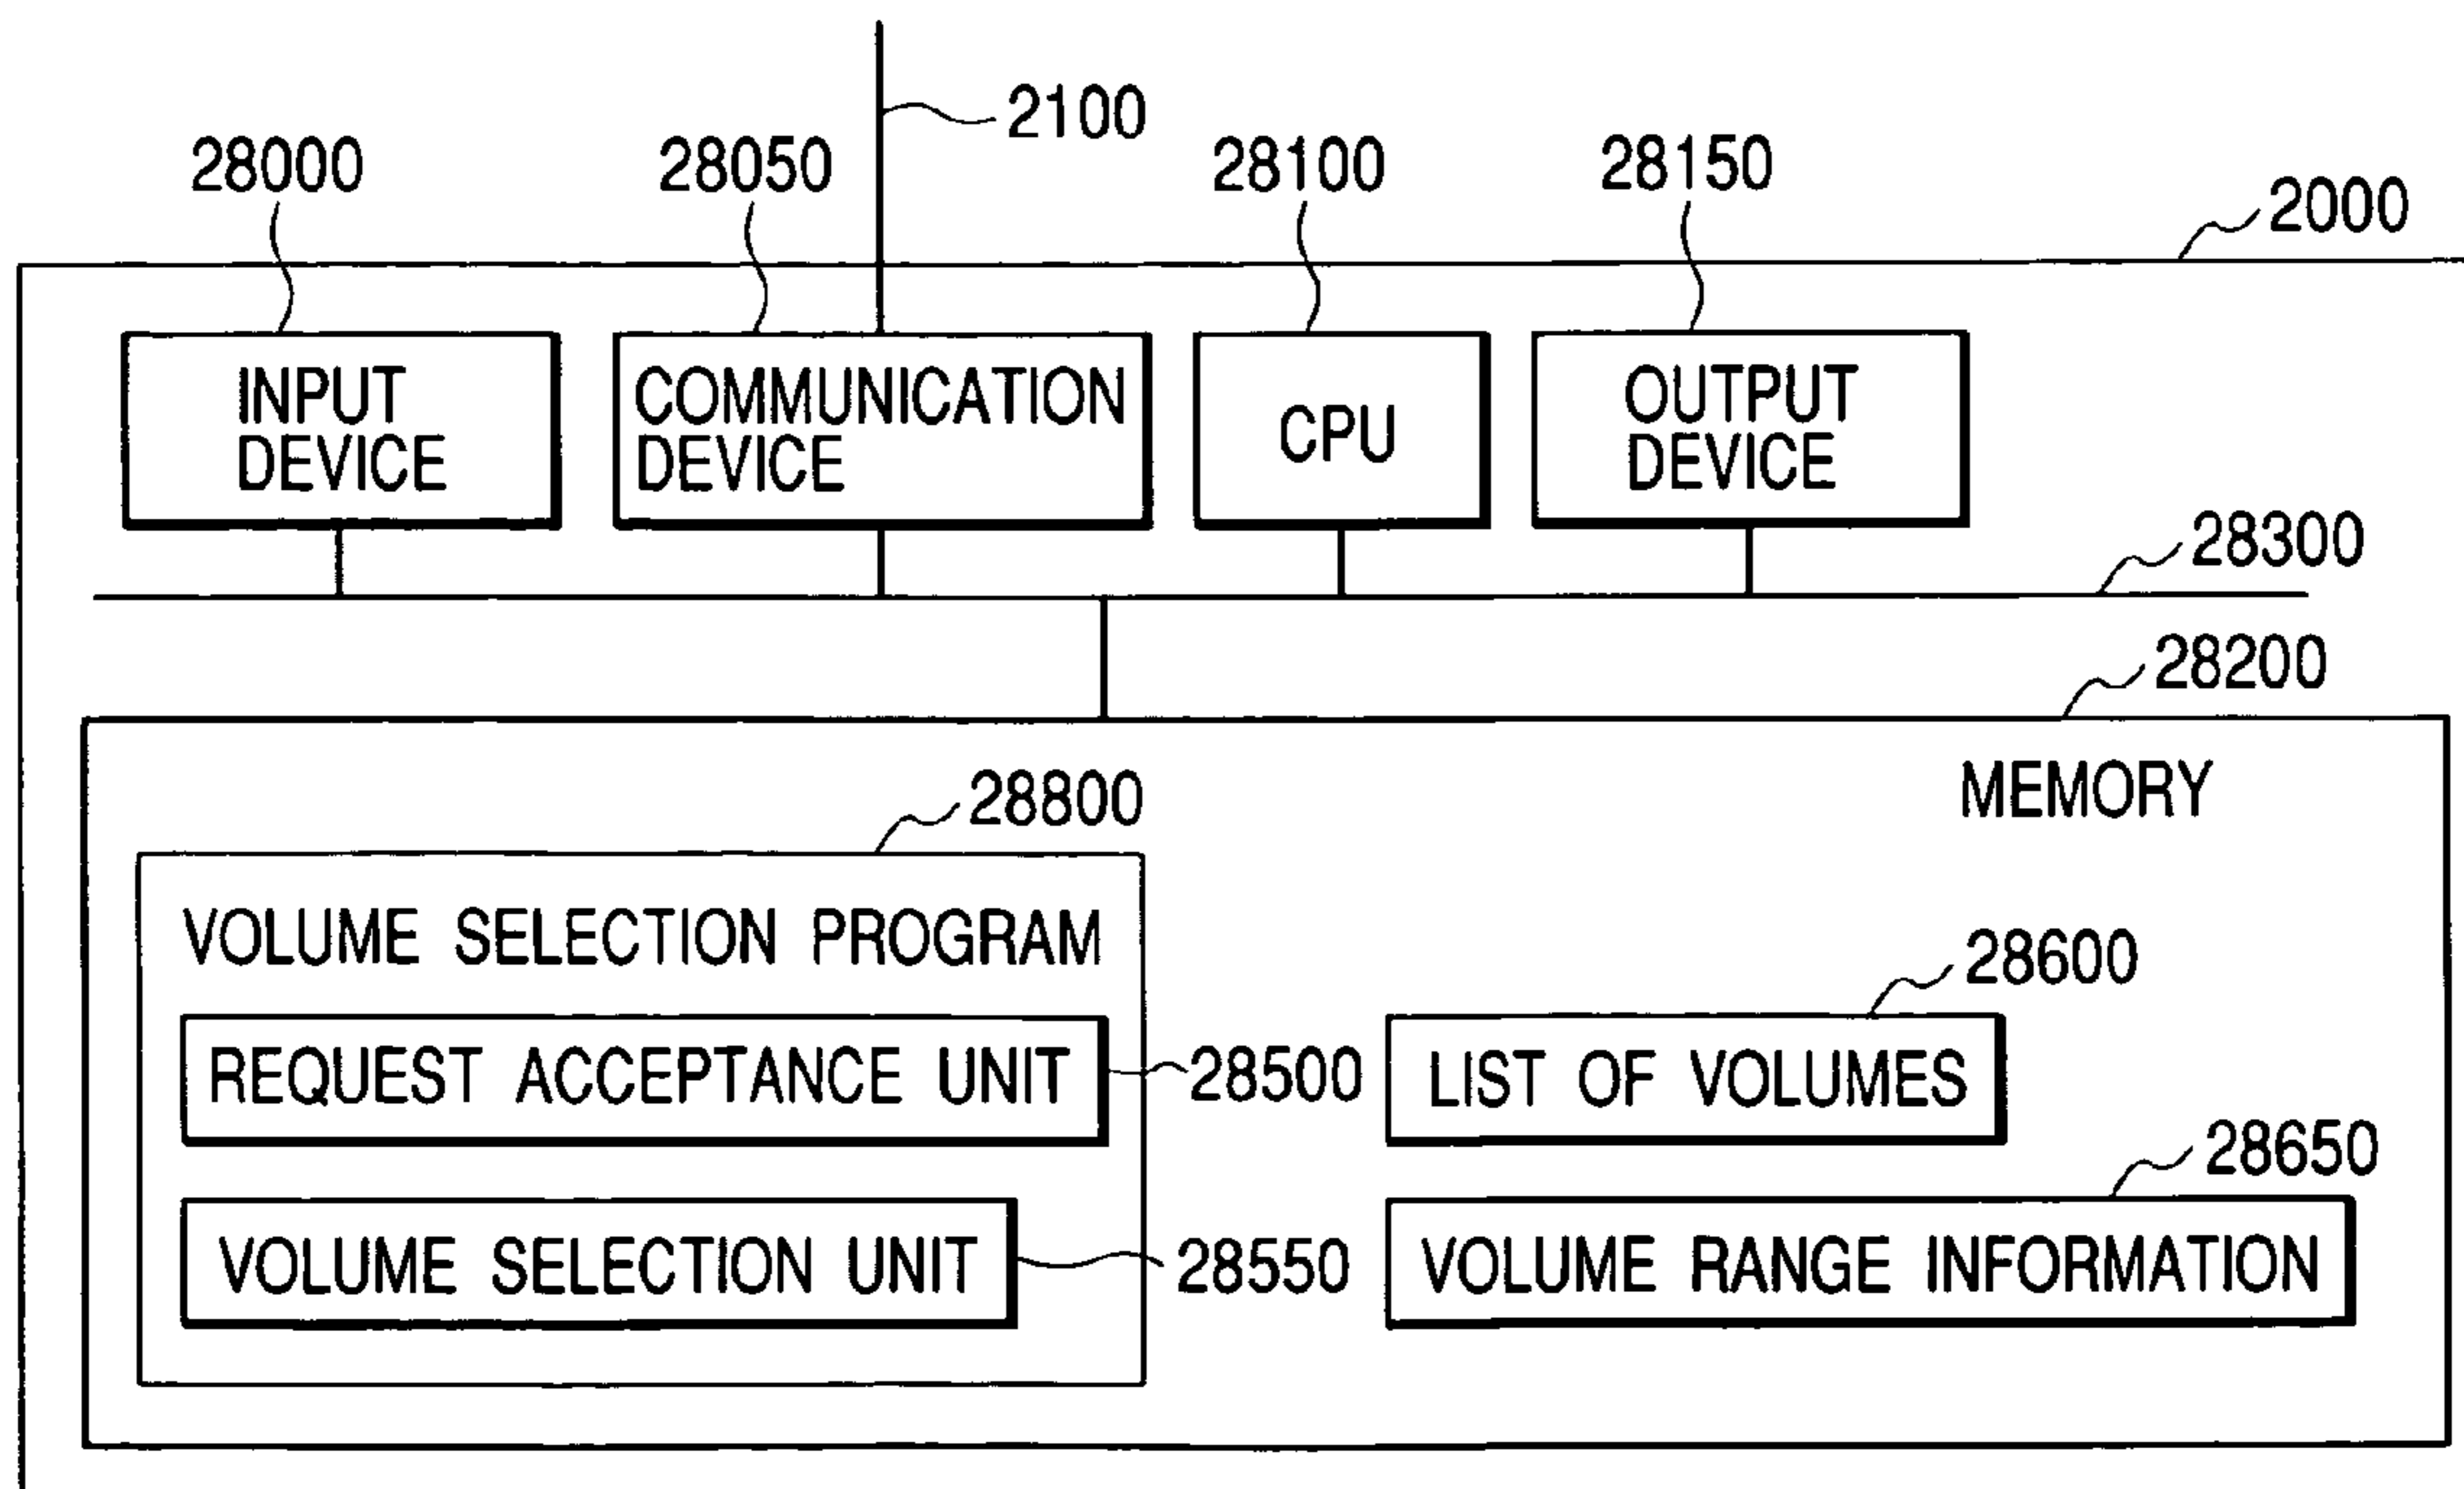 2100
28000
28050
28100
28150
2000
INPUT
DEVICE
COMMUNICATION
DEVICE
CPU
OUTPUT
DEVICE
28300
28200
MEMORY
28800
VOLUME SELECTION PROGRAM
28600
REQUEST ACCEPTANCE UNIT
28500
LIST OF VOLUMES
28650
VOLUME SELECTION UNIT
28550
VOLUME RANGE INFORMATION